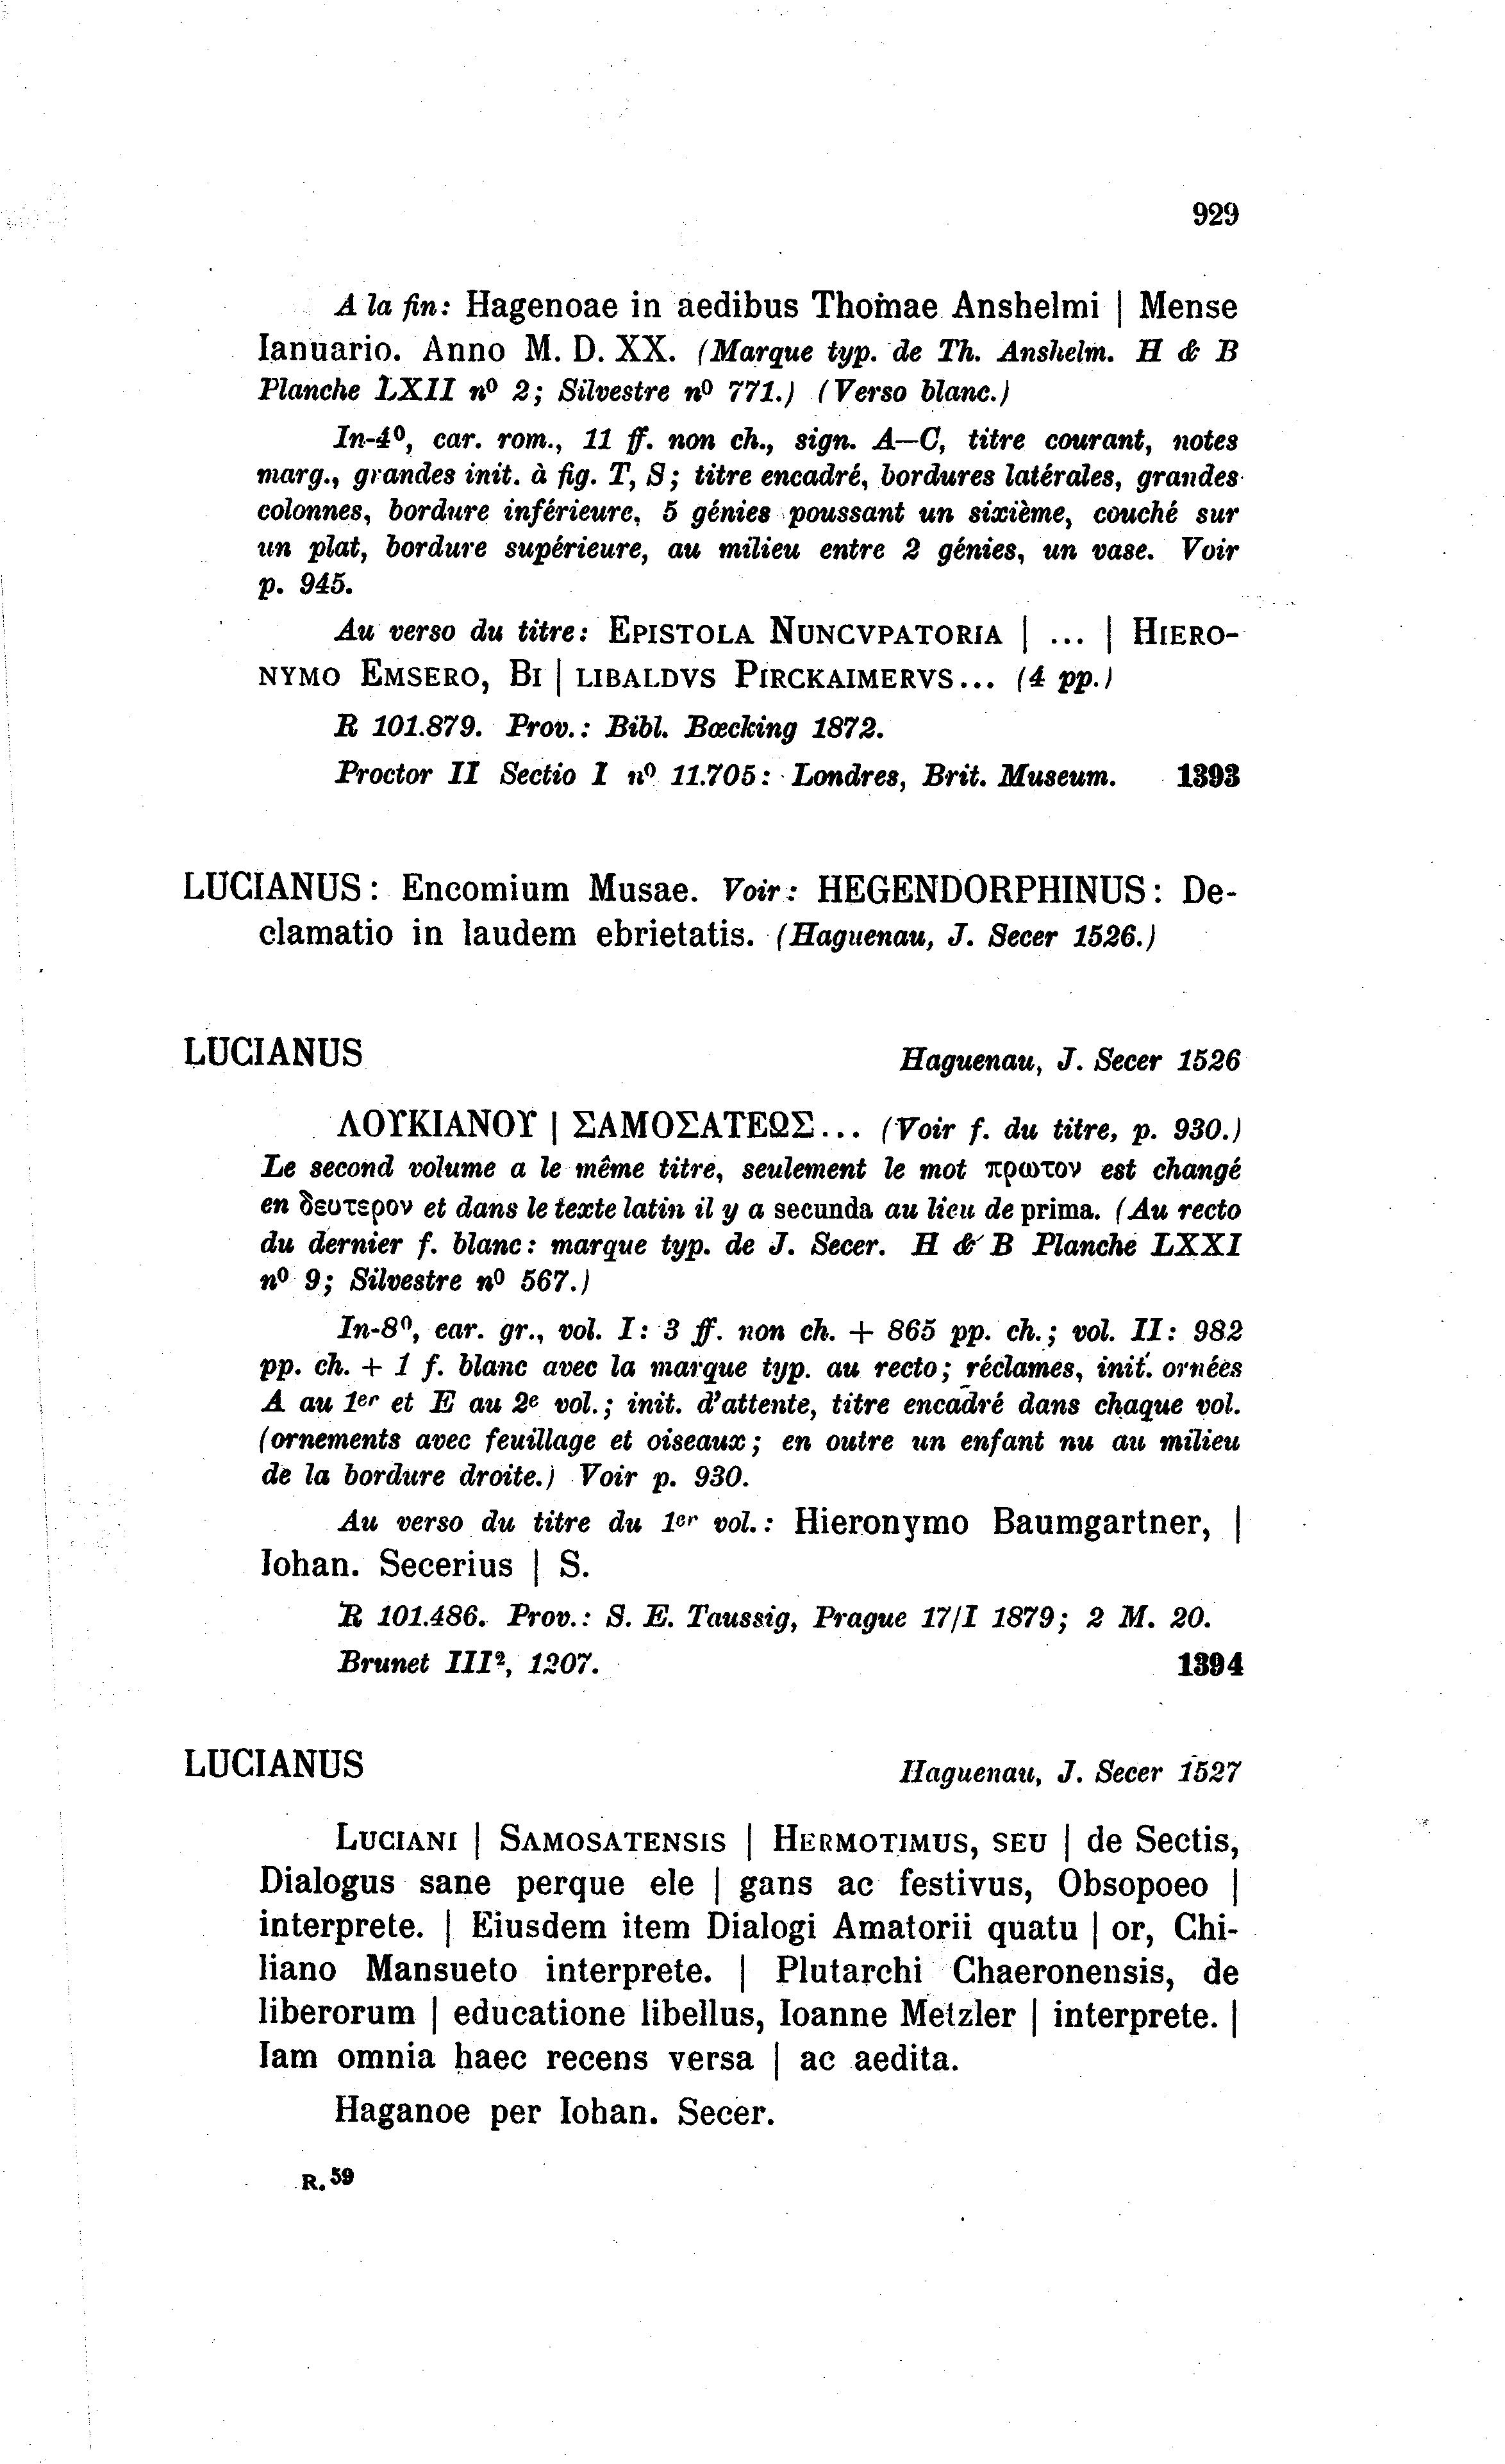 929
A la fin: Hagenoae in aedibus Thomae Anshelmi | Mense
Ianuario. Anno M. D. XX. (Marque typ. de Th. Anshelm. H & B
Planche LXII nº 2; Silvestre nº 771.) (Verso blanc.)
In-4º, car. rom., 11 ff. non ch., sign. A—C, titre courant, notes
marg., grandes init. à fig. T, S; titre encadré, bordures latérales, grandes
colonnes, bordure inférieure, 5 génies poussant un sixième, couché sur
un plat, bordure supérieure, au milieu entre 2 génies, un vase. Voir
p. 945.
Au verso du titre: EPISTOLA NUNCVPATORIA | ... | HIERO-
NYMO EMSERO, BI | LIBALDVS PIRCKAIMERVS... (4 pp.)
R 101.879. Prov.: Bibl. Bœcking 1872.
Proctor II Sectio I nº 11.705: Londres, Brit. Museum. 1393
LUCIANUS: Encomium Musae. Voir: HEGENDORPHINUS: De-
clamatio in laudem ebrietatis. (Haguenau, J. Secer 1526.)
LUCIANUS Haguenau, J. Secer 1526
ΛΟΥΚΙΑΝΟΥ | ΣΑΜΟΣΑΤΕΩΣ... (Voir f. du titre, p. 930.)
Le second volume a le même titre, seulement le mot πρωτον est changé
en δευτερον et dans le texte latin il y a secunda au lieu de prima. (Au recto
du dernier f. blanc: marque typ. de J. Secer. H & B Planche LXXI
nº 9; Silvestre nº 567.)
In-8º, car. gr., vol. I: 3 ff. non ch. + 865 pp. ch.; vol. II: 982
pp. ch. + 1 f. blanc avec la marque typ. au recto; réclames, init. ornées
A au 1er et E au 2e vol.; init. d'attente, titre encadré dans chaque vol.
(ornements avec feuillage et oiseaux; en outre un enfant nu au milieu
de la bordure droite.) Voir p. 930.
Au verso du titre du 1er vol.: Hieronymo Baumgartner, |
Iohan. Secerius | S.
R 101.486. Prov.: S. E. Taussig, Prague 17/I 1879; 2 M. 20.
Brunet III², 1207. 1394
LUCIANUS Haguenau, J. Secer 1527
LUCIANI | SAMOSATENSIS | HERMOTIMUS, SEU | de Sectis,
Dialogus sane perque ele | gans ac festivus, Obsopoeo |
interprete. | Eiusdem item Dialogi Amatorii quatu | or, Chi-
liano Mansueto interprete. | Plutarchi Chaeronensis, de
liberorum | educatione libellus, Ioanne Metzler | interprete. |
Iam omnia haec recens versa | ac aedita.
Haganoe per Iohan. Secer.
R. 59